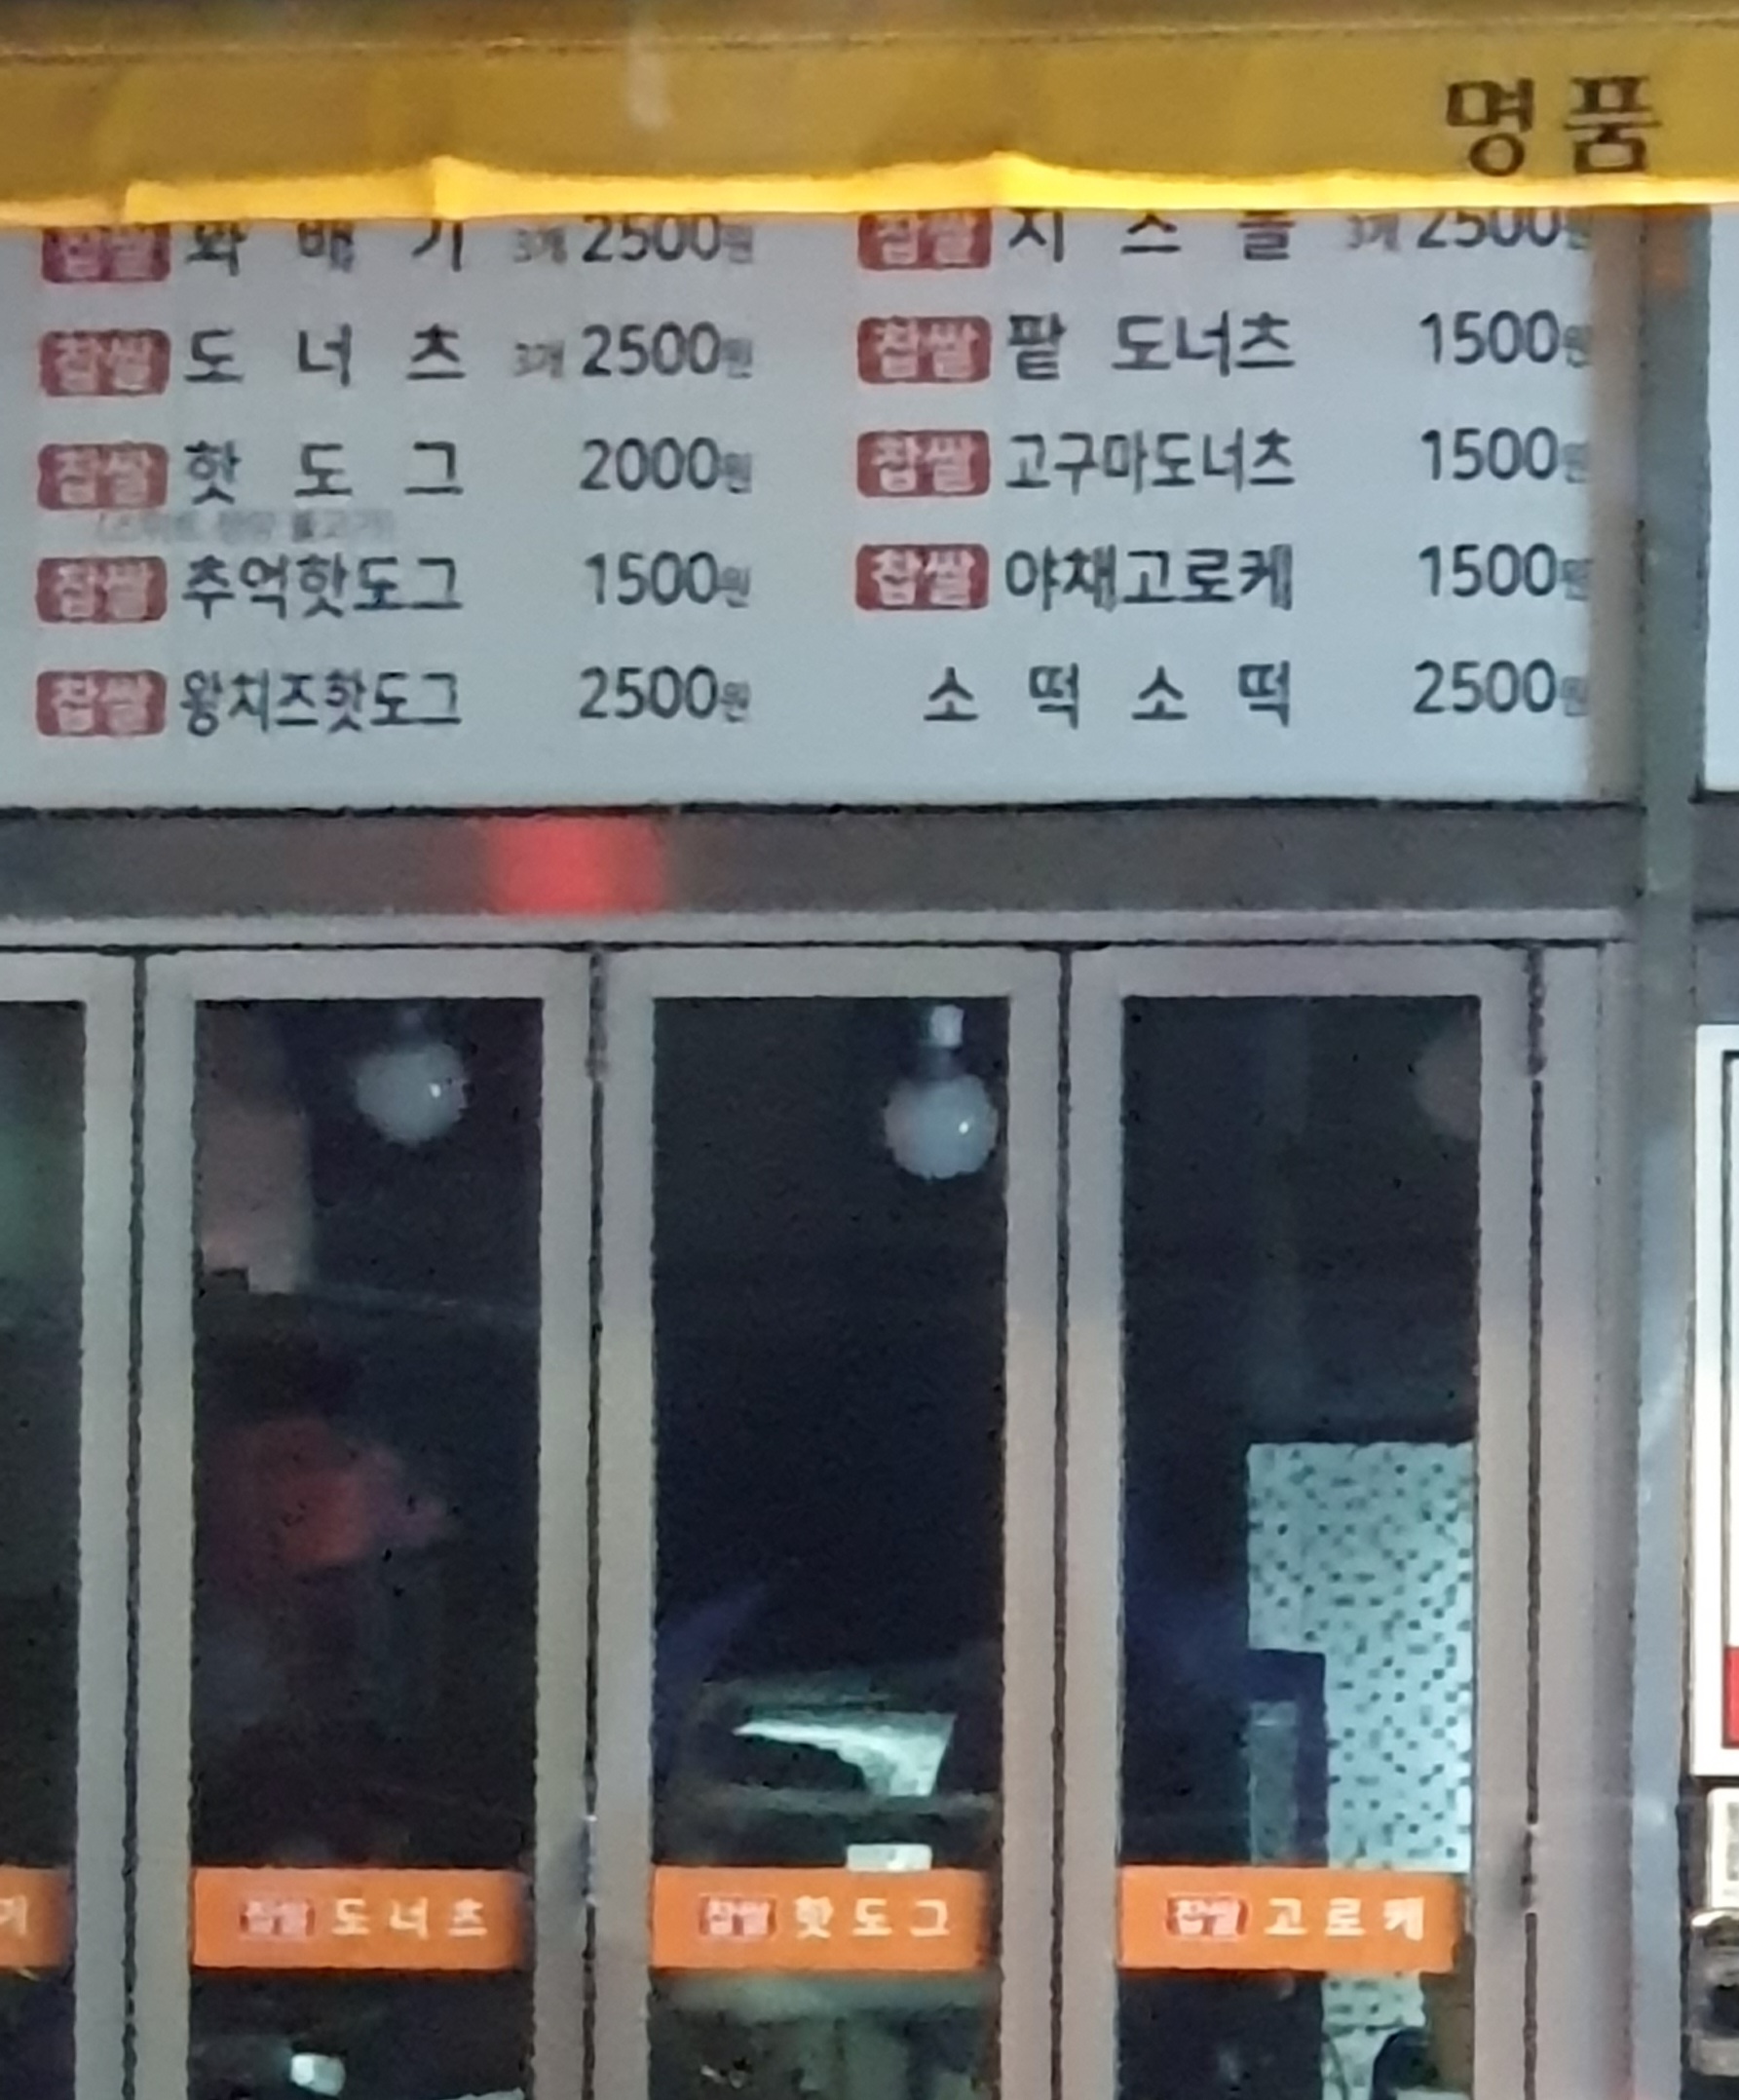 명품
찹쌀 꽈 배 기 3개 2500원
찹쌀 도 너 츠 3개 2500원
찹쌀 핫 도 그 2000원
찹쌀 추억핫도그 1500원
찹쌀 왕치즈핫도그 2500원
찹쌀 치 즈 볼 3개 2500원
찹쌀 팥 도너츠 1500원
찹쌀 고구마도너츠 1500원
찹쌀 야채고로케 1500원
소 떡 소 떡 2500원
기
찹쌀 도너츠
찹쌀 핫도그
찹쌀 고로케